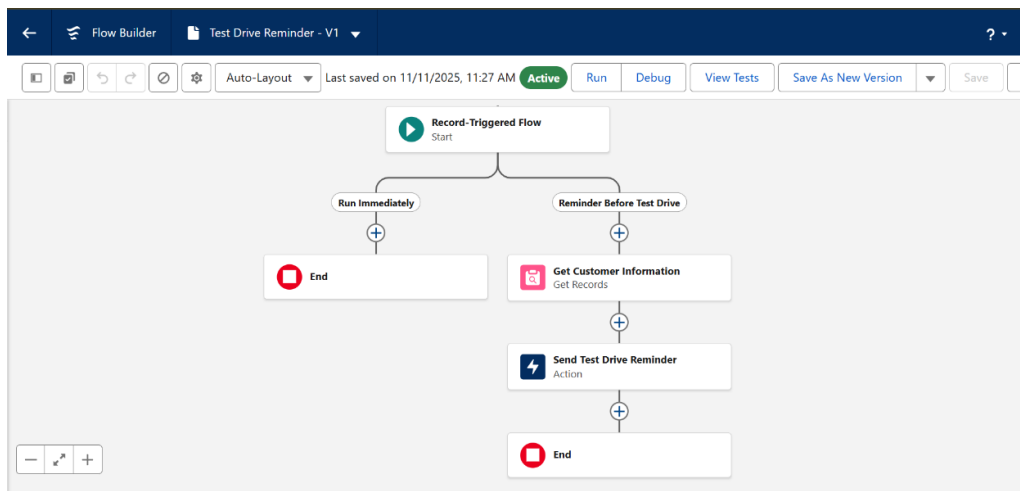 Flow Builder
Test Drive Reminder - V1
?
Auto-Layout
Last saved on 11/11/2025, 11:27 AM
Active
Run
Debug
View Tests
Save As New Version
Save
Record-Triggered Flow
Start
Run Immediately
Reminder Before Test Drive
End
Get Customer Information
Get Records
Send Test Drive Reminder
Action
End